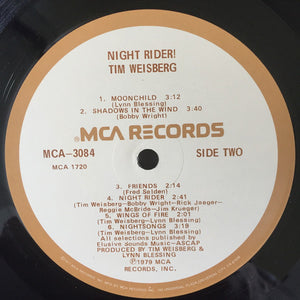 NIGHT RIDER!
TIM WEISBERG
1. MOONCHILD 3:12
(Lynn Blessing)
2. SHADOWS IN THE WIND 3:40
(Bobby Wright)
MCA RECORDS
MCA-3084 SIDE TWO
MCA 1720
3. FRIENDS 2:14
(Fred Selden)
4. NIGHT RIDER 2:41
(Tim Weisberg-Bobby Wright-Rick Jaeger-
Reggie McBride-Jim Krueger)
5. WINGS OF FIRE 2:01
(Tim Weisberg-Lynn Blessing)
6. NIGHTSONGS 3:19
(Tim Weisberg-Lynn Blessing)
All selections published by
Elusive Sounds Music-ASCAP
PRODUCED BY TIM WEISBERG &
LYNN BLESSING
℗1979 MCA
RECORDS, INC.